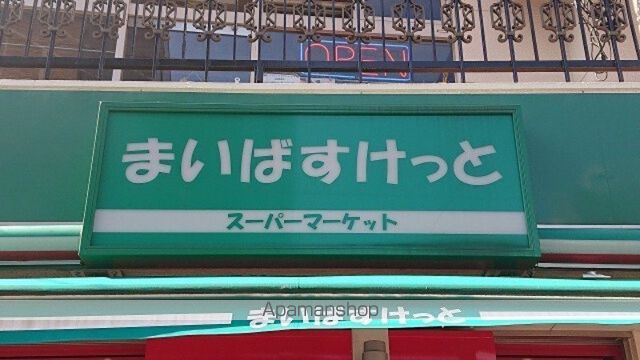 OPEN
まいばすけっと
スーパーマーケット
Apamanshop
まいばすけっと